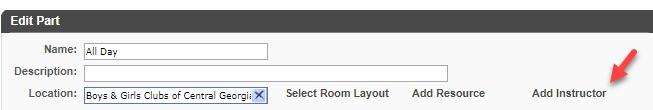 Edit Part
Name: All Day
Description:
Location: Boys & Girls Clubs of Central Georgia Select Room Layout Add Resource Add Instructor